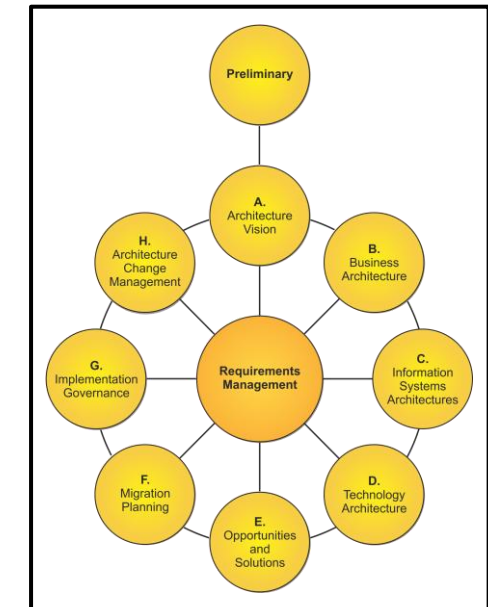 Preliminary
A.
Architecture
Vision
B.
Business
Architecture
C.
Information
Systems
Architectures
D.
Technology
Architecture
E.
Opportunities
and
Solutions
F.
Migration
Planning
G.
Implementation
Governance
H.
Architecture
Change
Management
Requirements
Management